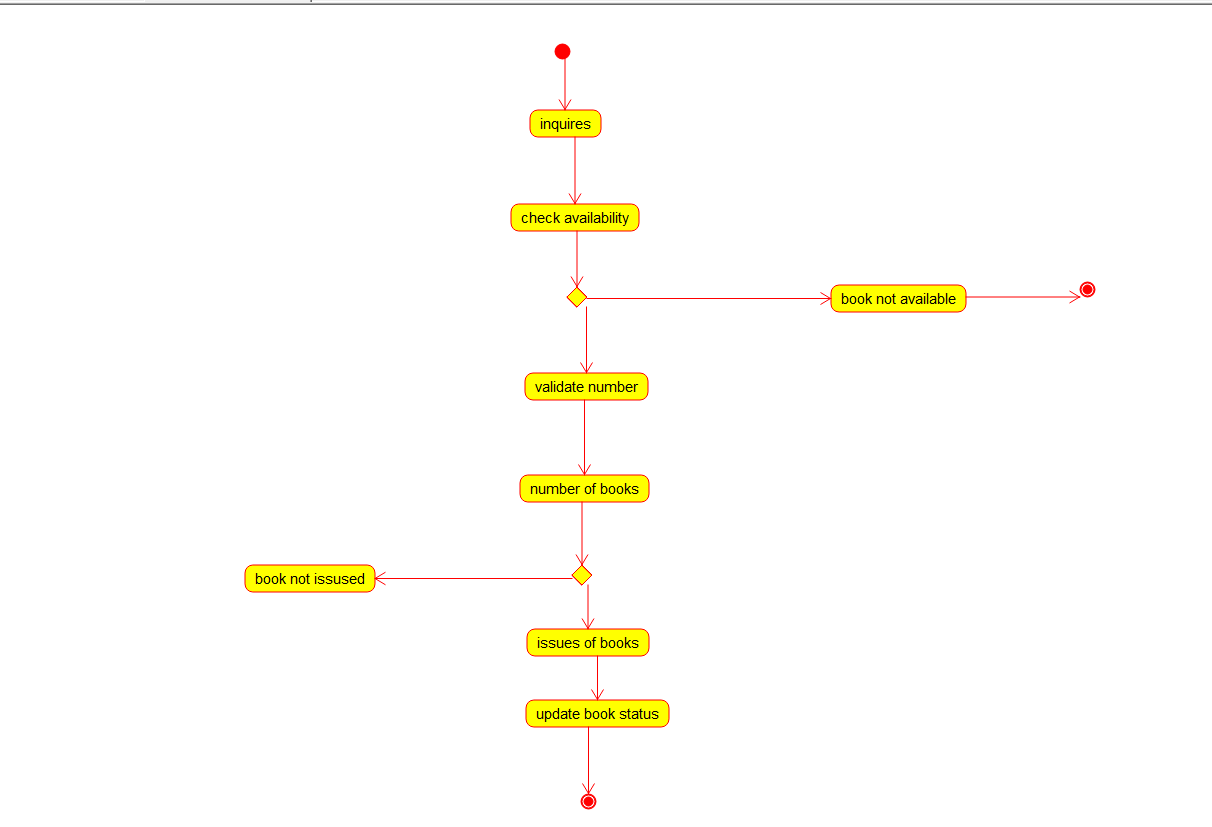 inquires
check availability
book not available
validate number
number of books
book not issused
issues of books
update book status